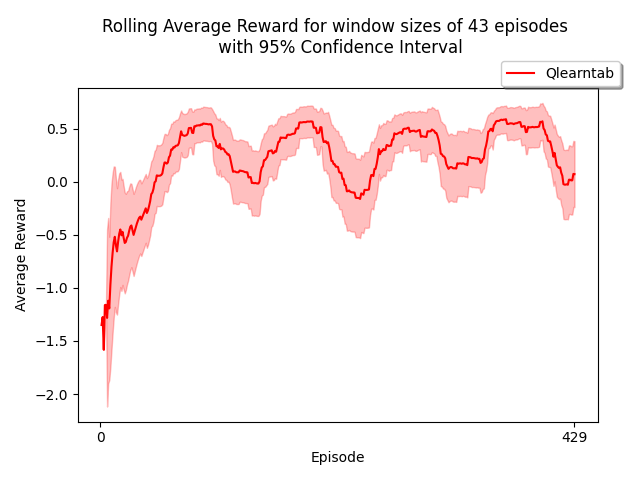 Rolling Average Reward for window sizes of 43 episodes
with 95% Confidence Interval
Qlearntab
0.5
0.0
−0.5
−1.0
−1.5
−2.0
Average Reward
0 429
Episode